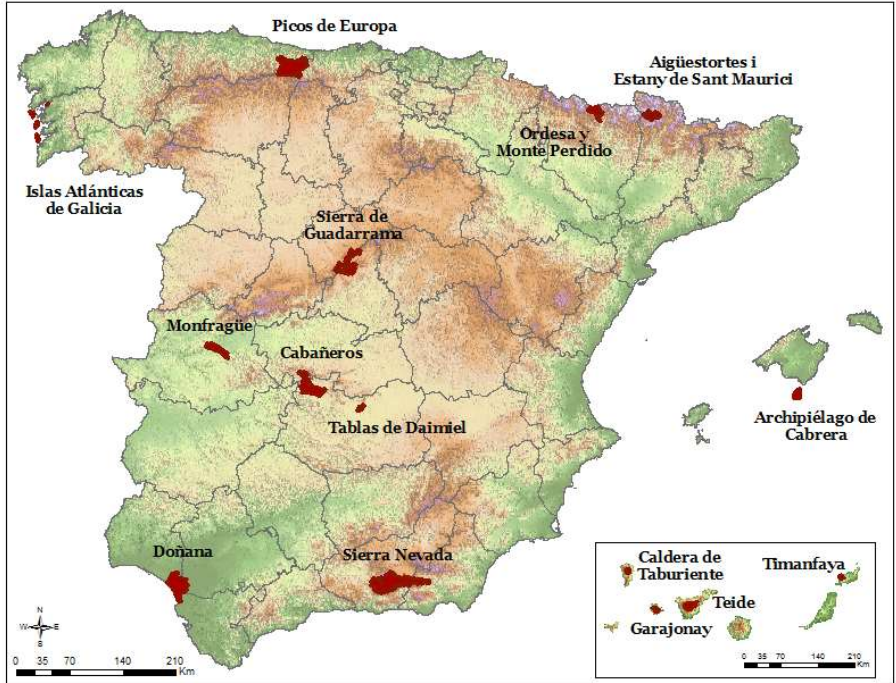 Picos de Europa
Aigüestortes i
Estany de Sant Maurici
Ordesa y
Monte Perdido
Islas Atlánticas
de Galicia
Sierra de
Guadarrama
Monfragüe
Cabañeros
Tablas de Daimiel
Archipiélago de
Cabrera
Doñana
Sierra Nevada
Caldera de
Taburiente
Timanfaya
Teide
Garajonay
N
W E
S
0 35 70 140 210
Km
0 35 70 140 210
Km